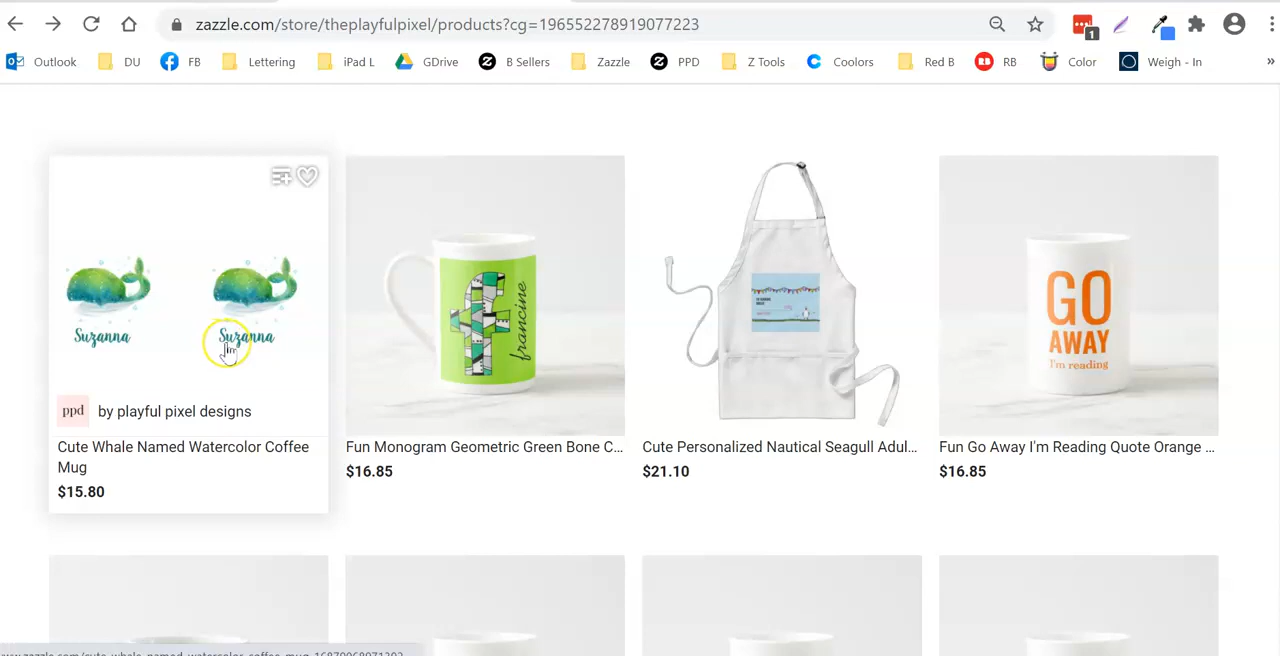 zazzle.com/store/theplayfulpixel/products?cg=196552278919077223
1
Outlook DU FB Lettering iPad L GDrive B Sellers Zazzle PPD Z Tools Coolors Red B RB Color Weigh - In »
Suzanna Suzanna
f francine
GO
AWAY
I'm reading
ppd by playful pixel designs
Cute Whale Named Watercolor Coffee
Mug
$15.80
Fun Monogram Geometric Green Bone C...
$16.85
Cute Personalized Nautical Seagull Adul...
$21.10
Fun Go Away I'm Reading Quote Orange ...
$16.85